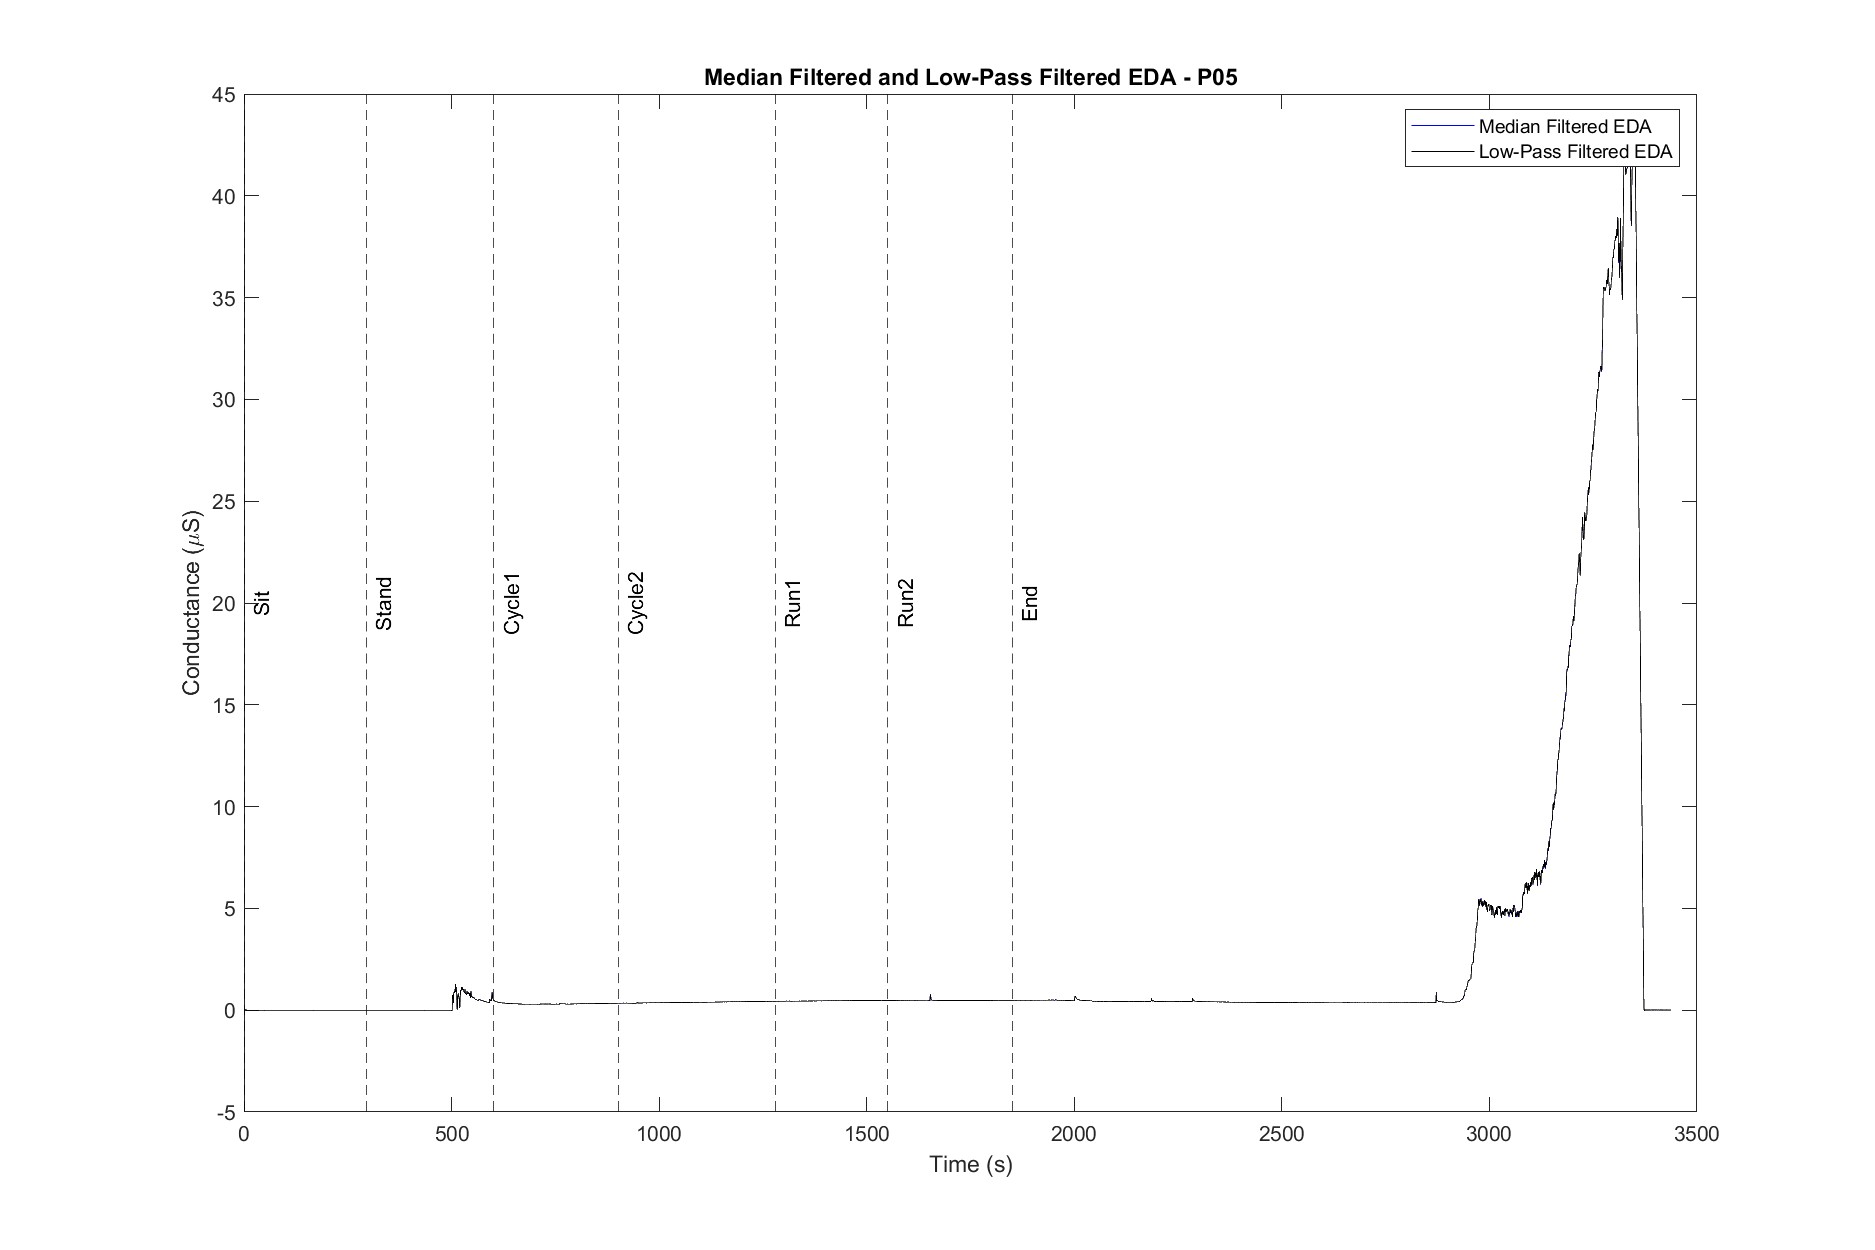 Median Filtered and Low-Pass Filtered EDA - P05
Median Filtered EDA
Low-Pass Filtered EDA
45
40
35
30
25
20
15
10
5
0
-5
Conductance (μS)
Sit
Stand
Cycle1
Cycle2
Run1
Run2
End
0
500
1000
1500
2000
2500
3000
3500
Time (s)